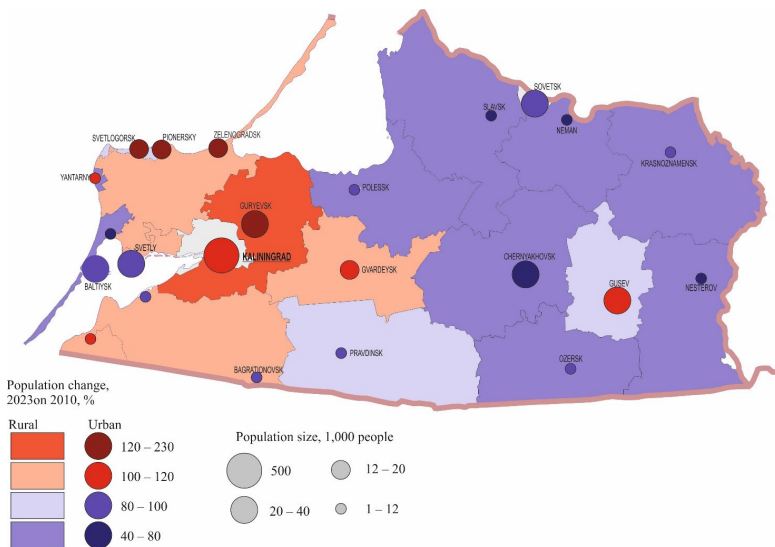 SOVETSK
SLAVSK
NEMAN
SVETLOGORSK
PIONERSKY
ZELENOGRADSK
KRASNOZNAMENSK
YANTARNY
POLESSK
GURYEVSK
SVETLY
KALININGRAD
CHERNYAKHOVSK
BALTIYSK
GVARDEYSK
GUSEV
NESTEROV
PRAVDINSK
OZERSK
BAGRATIONOVSK
Population change,
2023on 2010, %
Rural Urban
120 – 230
100 – 120
80 – 100
40 – 80
Population size, 1,000 people
500 12 – 20
20 – 40 1 – 12